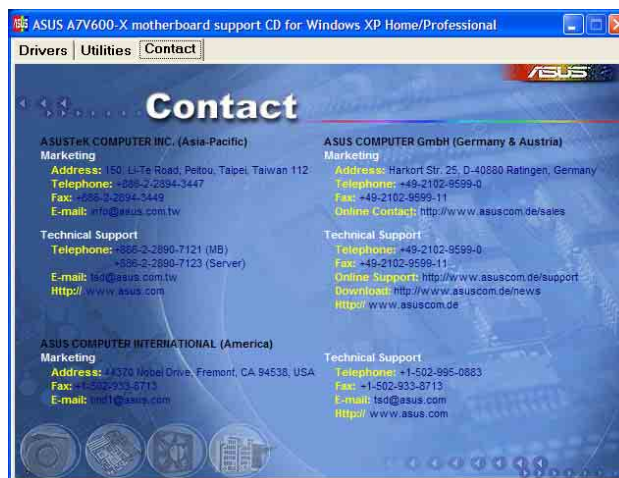 ASUS A7V600-X motherboard support CD for Windows XP Home/Professional
Drivers Utilities Contact
ASUS
Contact
ASUSTeK COMPUTER INC. (Asia-Pacific)
Marketing
Address: 150, Li-Te Road, Peitou, Taipei, Taiwan 112
Telephone: +886-2-2894-3447
Fax: +886-2-2894-3449
E-mail: info@asus.com.tw
Technical Support
Telephone: +886-2-2890-7121 (MB)
+886-2-2890-7123 (Server)
E-mail: tsd@asus.com.tw
Http:// www.asus.com
ASUS COMPUTER GmbH (Germany & Austria)
Marketing
Address: Harkort Str. 25, D-40880 Ratingen, Germany
Telephone: +49-2102-9599-0
Fax: +49-2102-9599-11
Online Contact: http://www.asuscom.de/sales
Technical Support
Telephone: +49-2102-9599-0
Fax: +49-2102-9599-11
Online Support: http://www.asuscom.de/support
Download: http://www.asuscom.de/news
Http:// www.asuscom.de
ASUS COMPUTER INTERNATIONAL (America)
Marketing
Address: 44370 Nobel Drive, Fremont, CA 94538, USA
Fax: +1-502-933-8713
E-mail: tmd1@asus.com
Technical Support
Telephone: +1-502-995-0883
Fax: +1-502-933-8713
E-mail: tsd@asus.com
Http:// www.asus.com